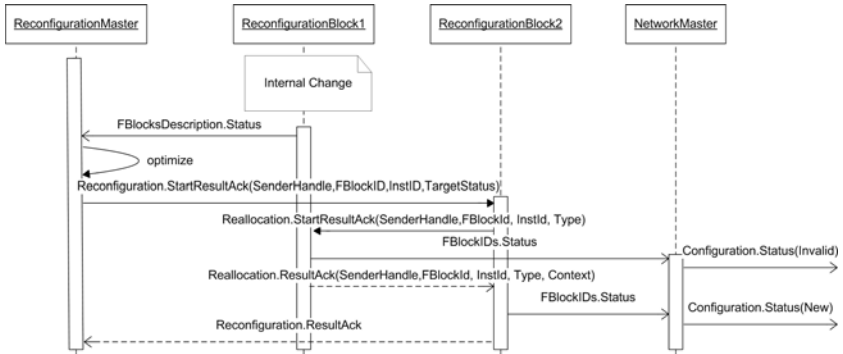 ReconfigurationMaster
ReconfigurationBlock1
ReconfigurationBlock2
NetworkMaster
Internal Change
FBlocksDescription.Status
optimize
Reconfiguration.StartResultAck(SenderHandle,FBlockID,InstID,TargetStatus)
Reallocation.StartResultAck(SenderHandle,FBlockId, InstId, Type)
FBlockIDs.Status
Configuration.Status(Invalid)
Reallocation.ResultAck(SenderHandle,FBlockId, InstId, Type, Context)
FBlockIDs.Status
Configuration.Status(New)
Reconfiguration.ResultAck